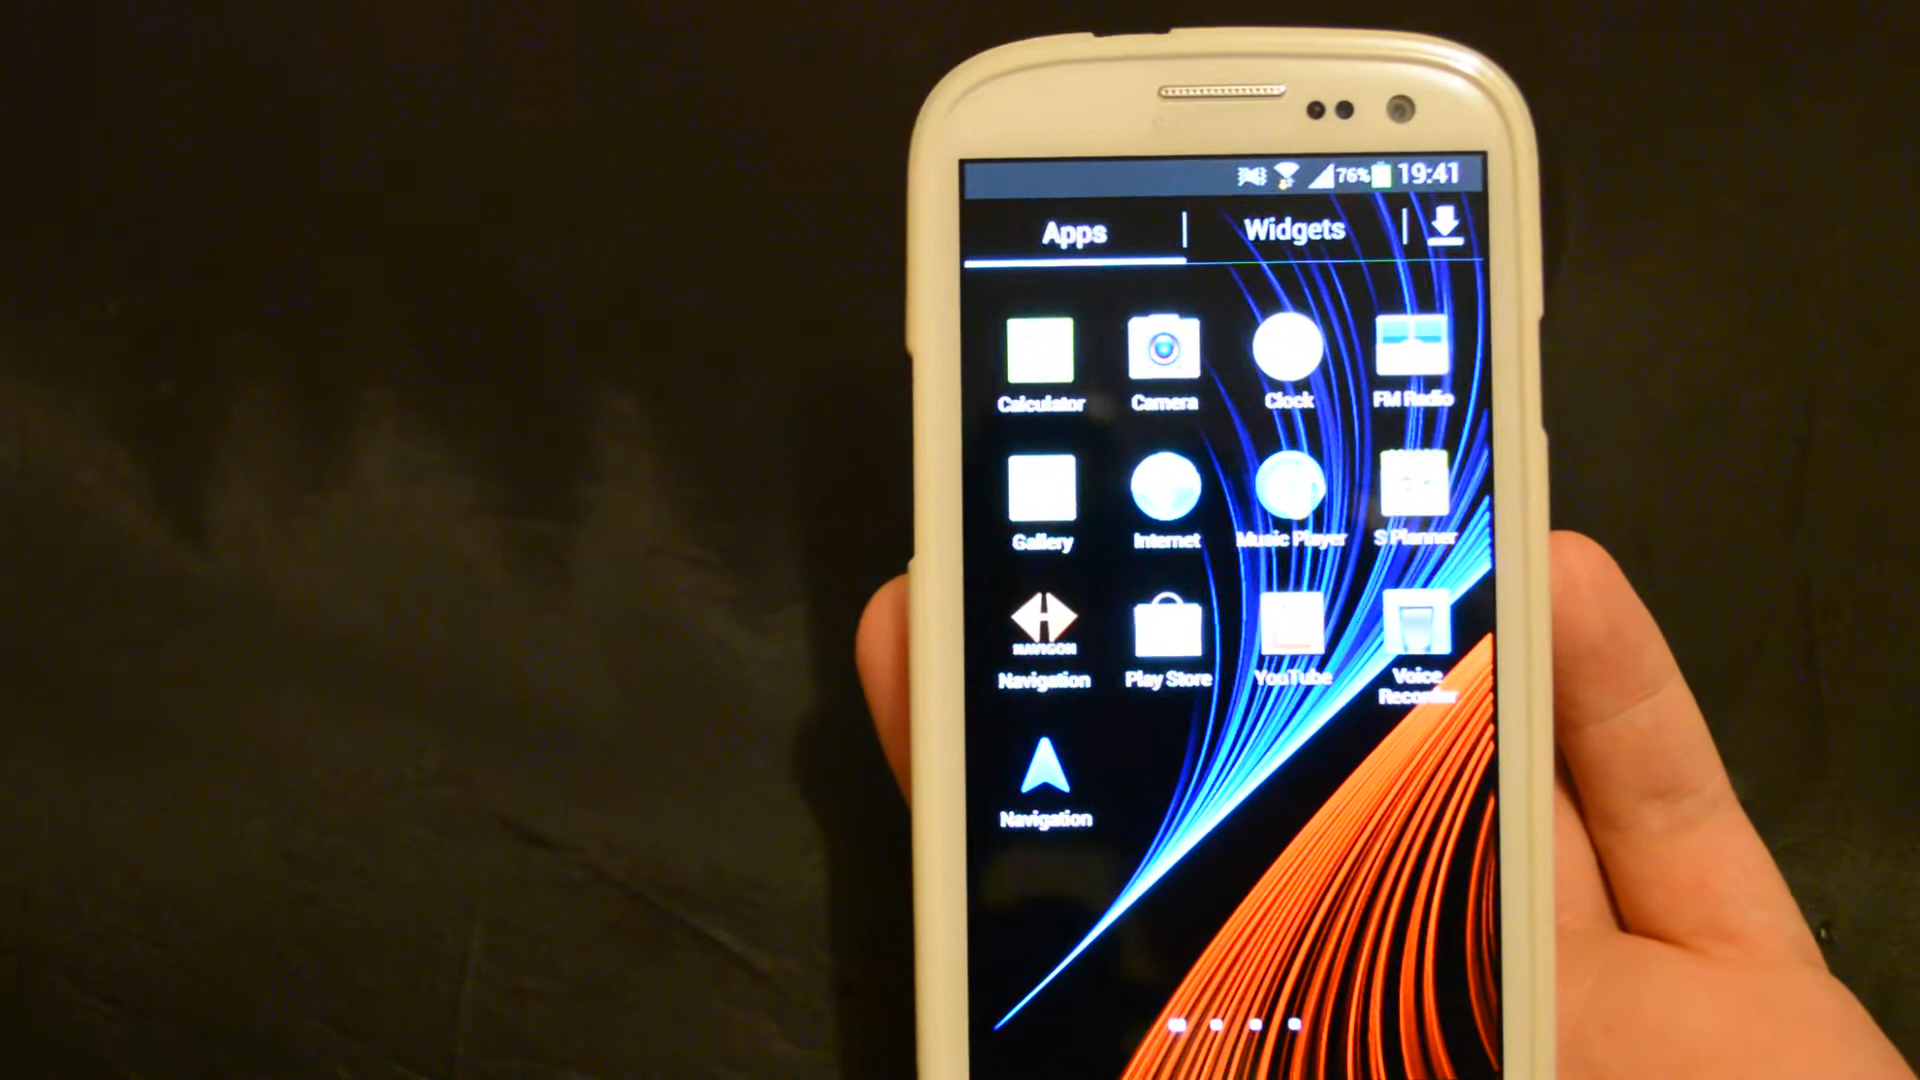 76% 19:41
Apps Widgets
Calculator Camera Clock FM Radio
Gallery Internet Music Player S Planner
NAVIGON
Navigation Play Store YouTube Voice
Recorder
Navigation